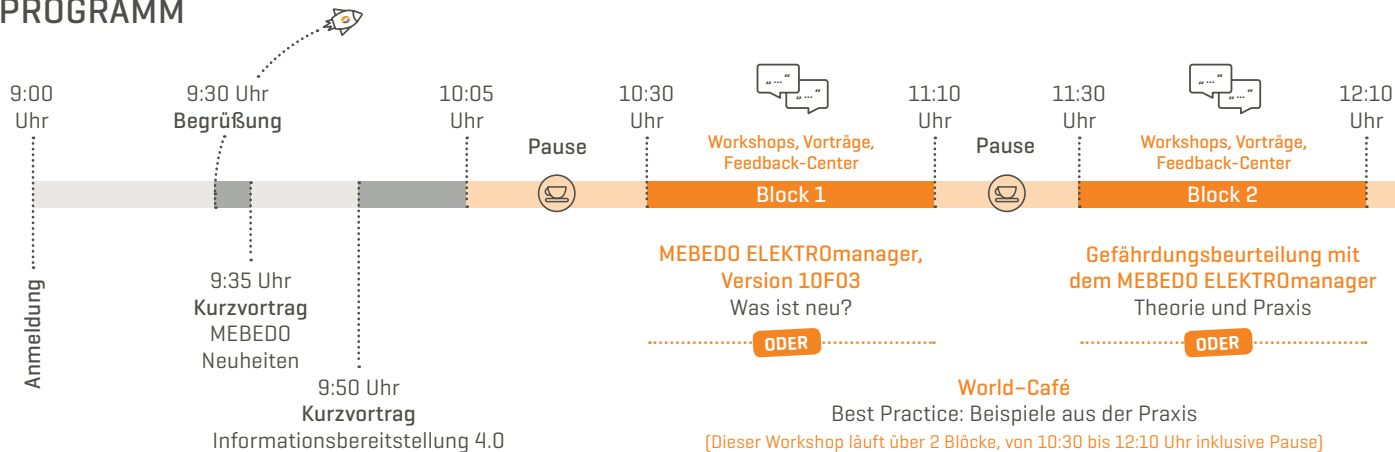 PROGRAMM
9:00
Uhr
9:30 Uhr
Begrüßung
10:05
Uhr
Pause
10:30
Uhr
„ ... “
„ ... “
Workshops, Vorträge,
Feedback-Center
11:10
Uhr
Pause
11:30
Uhr
„ ... “
„ ... “
Workshops, Vorträge,
Feedback-Center
12:10
Uhr
Block 1
Block 2
Anmeldung
9:35 Uhr
Kurzvortrag
MEBEDO
Neuheiten
9:50 Uhr
Kurzvortrag
Informationsbereitstellung 4.0
MEBEDO ELEKTROmanager,
Version 10F03
Was ist neu?
ODER
Gefährdungsbeurteilung mit
dem MEBEDO ELEKTROmanager
Theorie und Praxis
ODER
World–Café
Best Practice: Beispiele aus der Praxis
(Dieser Workshop läuft über 2 Blöcke, von 10:30 bis 12:10 Uhr inklusive Pause)